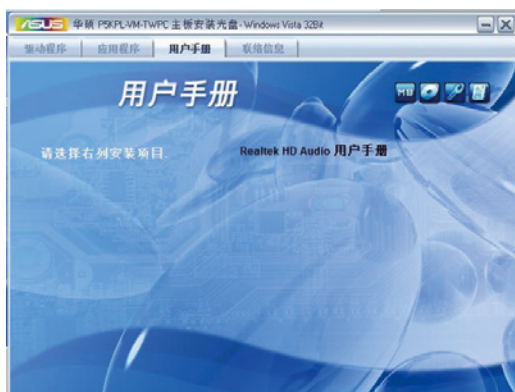 ASUS 华硕 P5KPL-VM-TWPC 主板安装光盘 - Windows Vista 32Bit
驱动程序 应用程序 用户手册 联络信息
用户手册
MB
请选择右列安装项目. Realtek HD Audio 用户手册